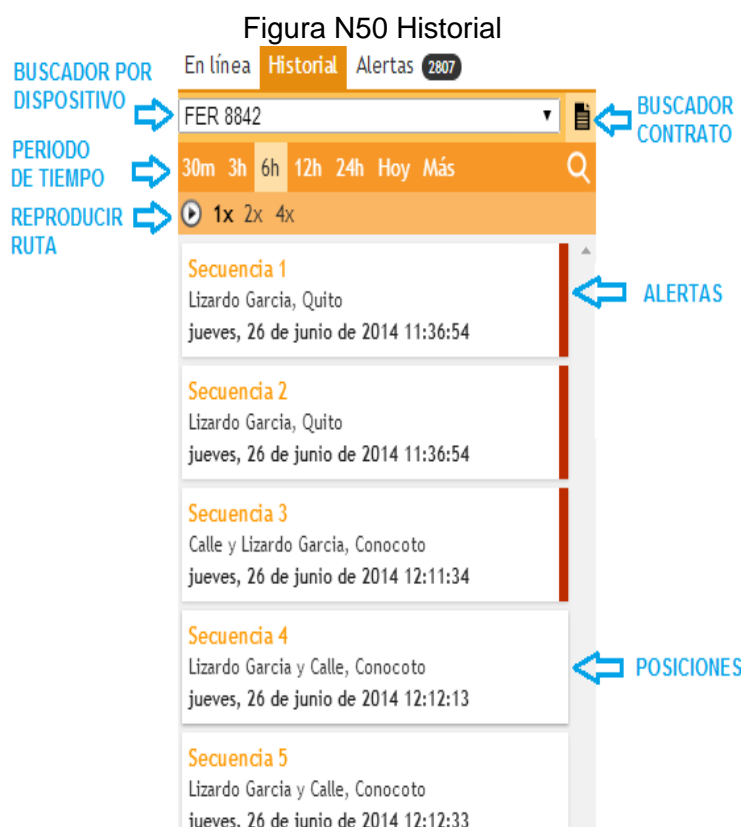 Figura N50 Historial
En línea Historial Alertas 2807
BUSCADOR POR
DISPOSITIVO
FER 8842
BUSCADOR
CONTRATO
PERIODO
DE TIEMPO
30m 3h 6h 12h 24h Hoy Más
REPRODUCIR
RUTA
1x 2x 4x
Secuencia 1
Lizardo Garcia, Quito
jueves, 26 de junio de 2014 11:36:54
ALERTAS
Secuencia 2
Lizardo Garcia, Quito
jueves, 26 de junio de 2014 11:36:54
Secuencia 3
Calle y Lizardo Garcia, Conocoto
jueves, 26 de junio de 2014 12:11:34
Secuencia 4
Lizardo Garcia y Calle, Conocoto
jueves, 26 de junio de 2014 12:12:13
POSICIONES
Secuencia 5
Lizardo Garcia y Calle, Conocoto
jueves, 26 de junio de 2014 12:12:33